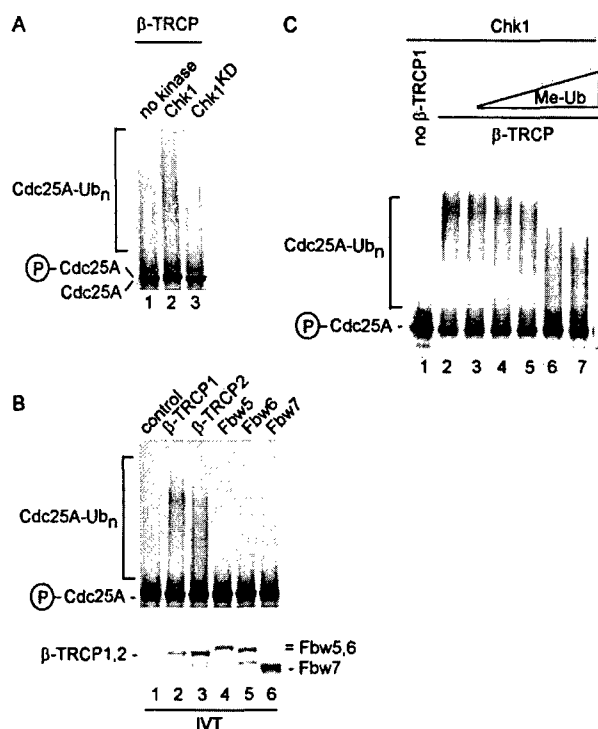 A
β-TRCP
no kinase
Chk1
Chk1KD
Cdc25A-Ubn
P-Cdc25A
Cdc25A
1 2 3
C
Chk1
no β-TRCP1
Me-Ub
β-TRCP
Cdc25A-Ubn
P-Cdc25A -
1 2 3 4 5 6 7
B
control
β-TRCP1
β-TRCP2
Fbw5
Fbw6
Fbw7
Cdc25A-Ubn
P-Cdc25A -
β-TRCP1,2 -
= Fbw5,6
- Fbw7
1 2 3 4 5 6
IVT